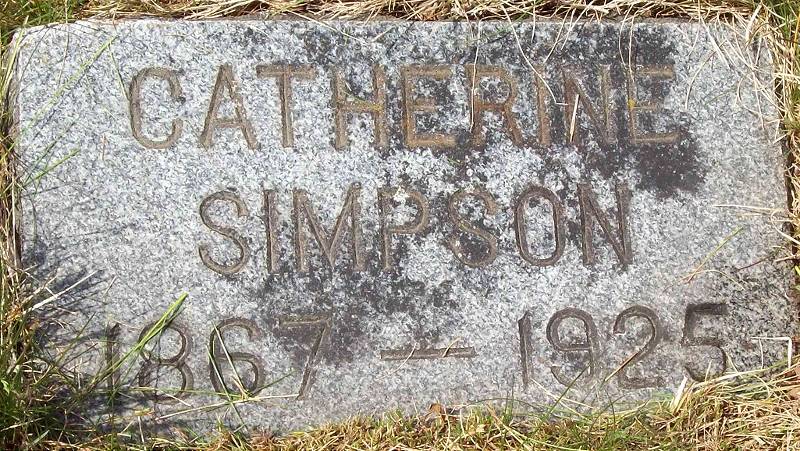 CATHERINE
SIMPSON
1867 — 1925